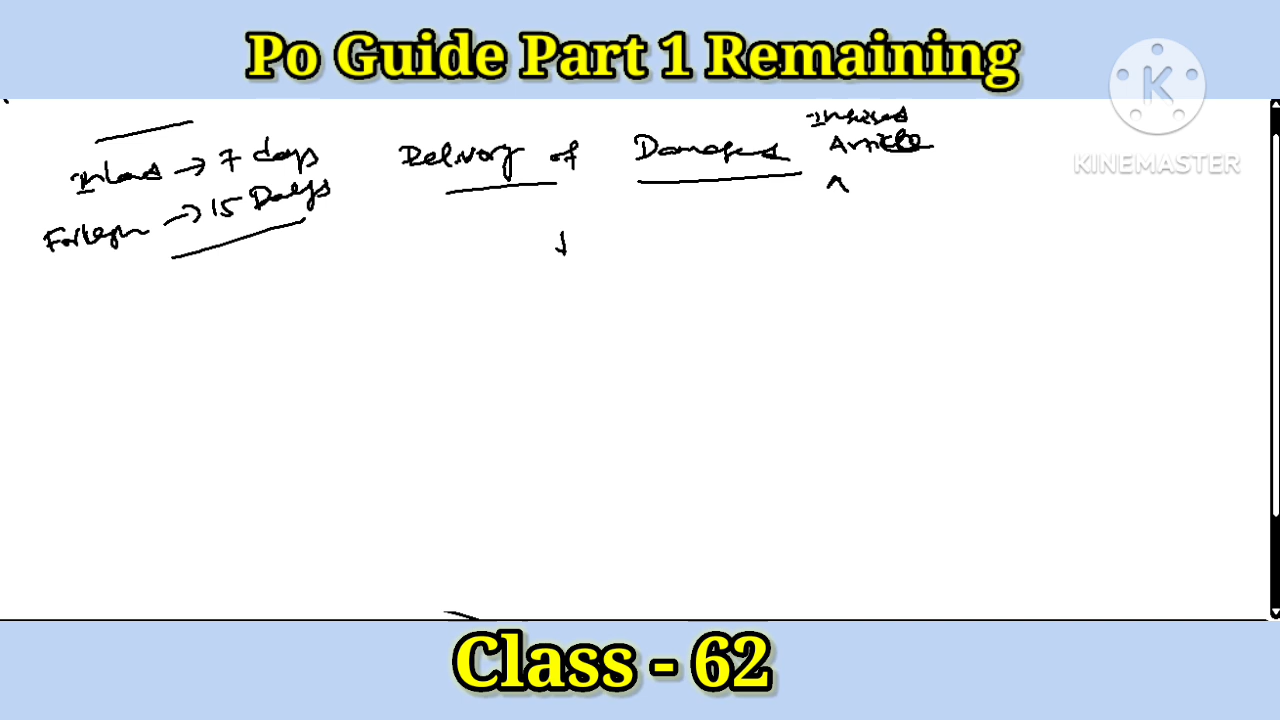 Po Guide Part 1 Remaining
KINEMASTER
Inland → 7 days
Foreign → 15 Days
Delivery of Damaged Insured Article
Class - 62